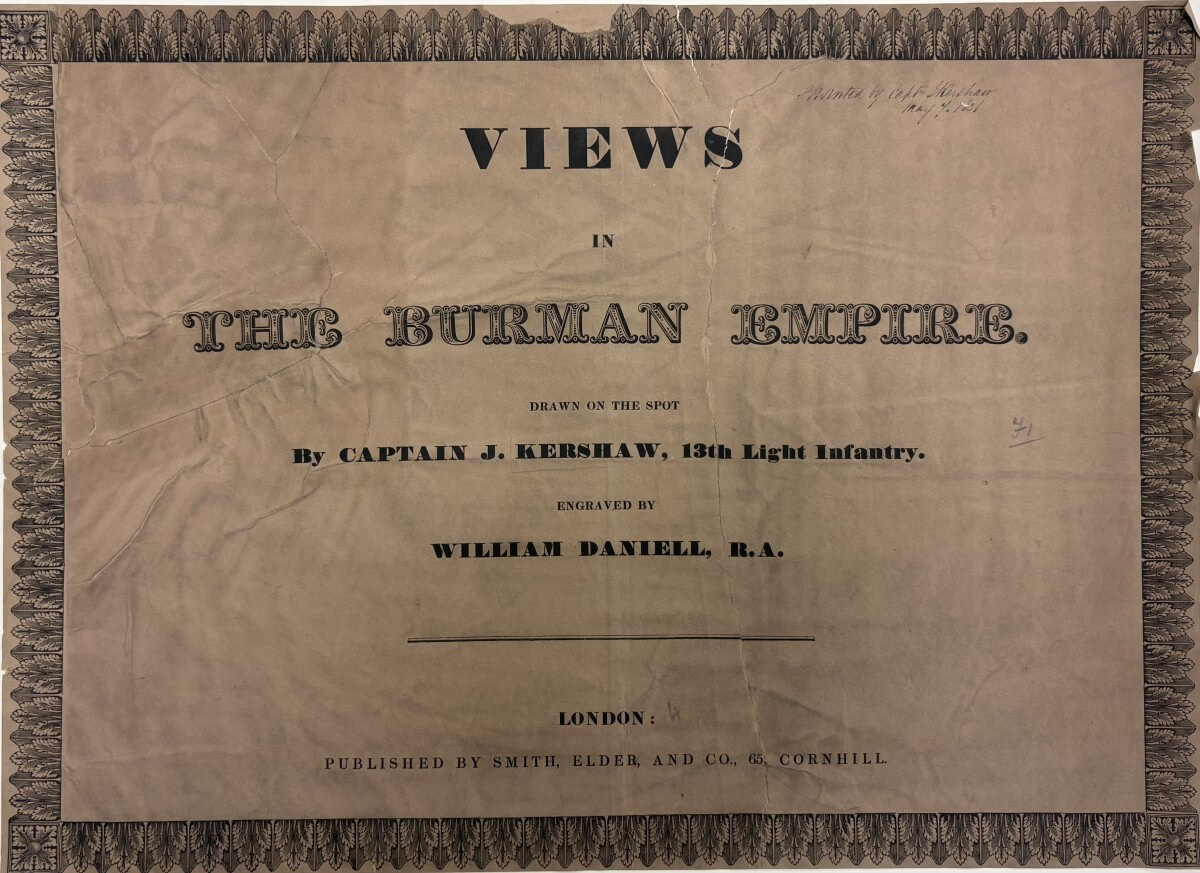 by Capt. Kershaw
May
VIEWS
IN
THE BURMAN EMPIRE.
DRAWN ON THE SPOT
By CAPTAIN J. KERSHAW, 13th Light Infantry.
71
ENGRAVED BY
WILLIAM DANIELL, R.A.
LONDON:
PUBLISHED BY SMITH, ELDER, AND CO., 65, CORNHILL.